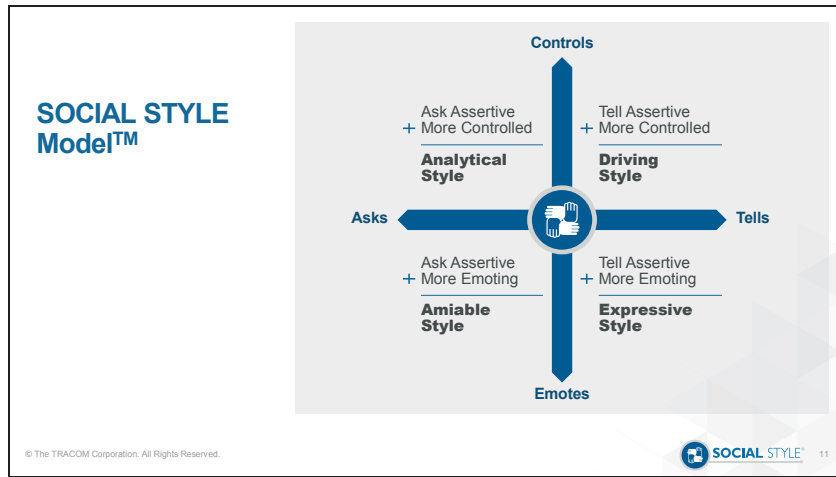 SOCIAL STYLE
Model™
Controls
Ask Assertive
+ More Controlled
Analytical
Style
Tell Assertive
+ More Controlled
Driving
Style
Asks
Tells
Ask Assertive
+ More Emoting
Amiable
Style
Tell Assertive
+ More Emoting
Expressive
Style
Emotes
© The TRACOM Corporation. All Rights Reserved.
SOCIAL STYLE®
11